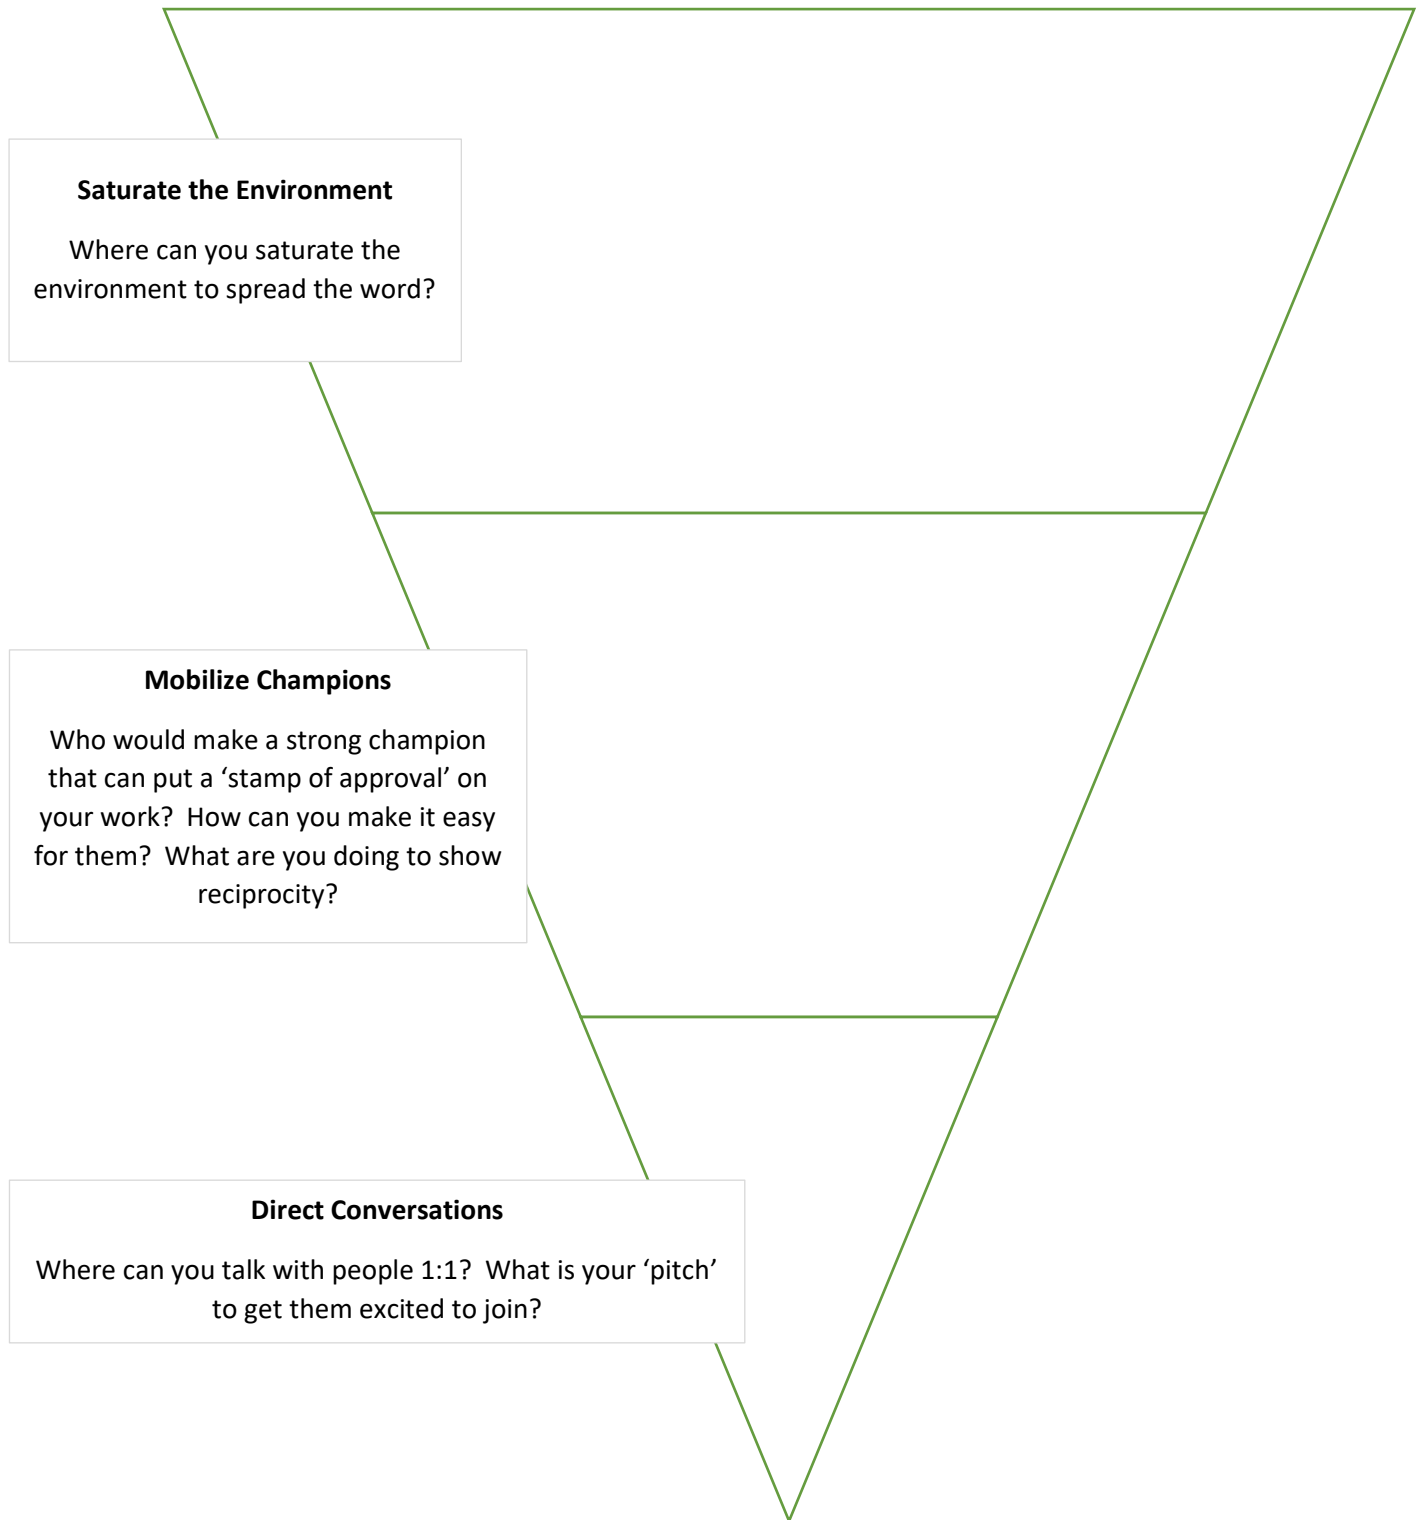 Saturate the Environment
Where can you saturate the
environment to spread the word?
Mobilize Champions
Who would make a strong champion
that can put a ‘stamp of approval’ on
your work?  How can you make it easy
for them?  What are you doing to show
reciprocity?
Direct Conversations
Where can you talk with people 1:1?  What is your ‘pitch’
to get them excited to join?